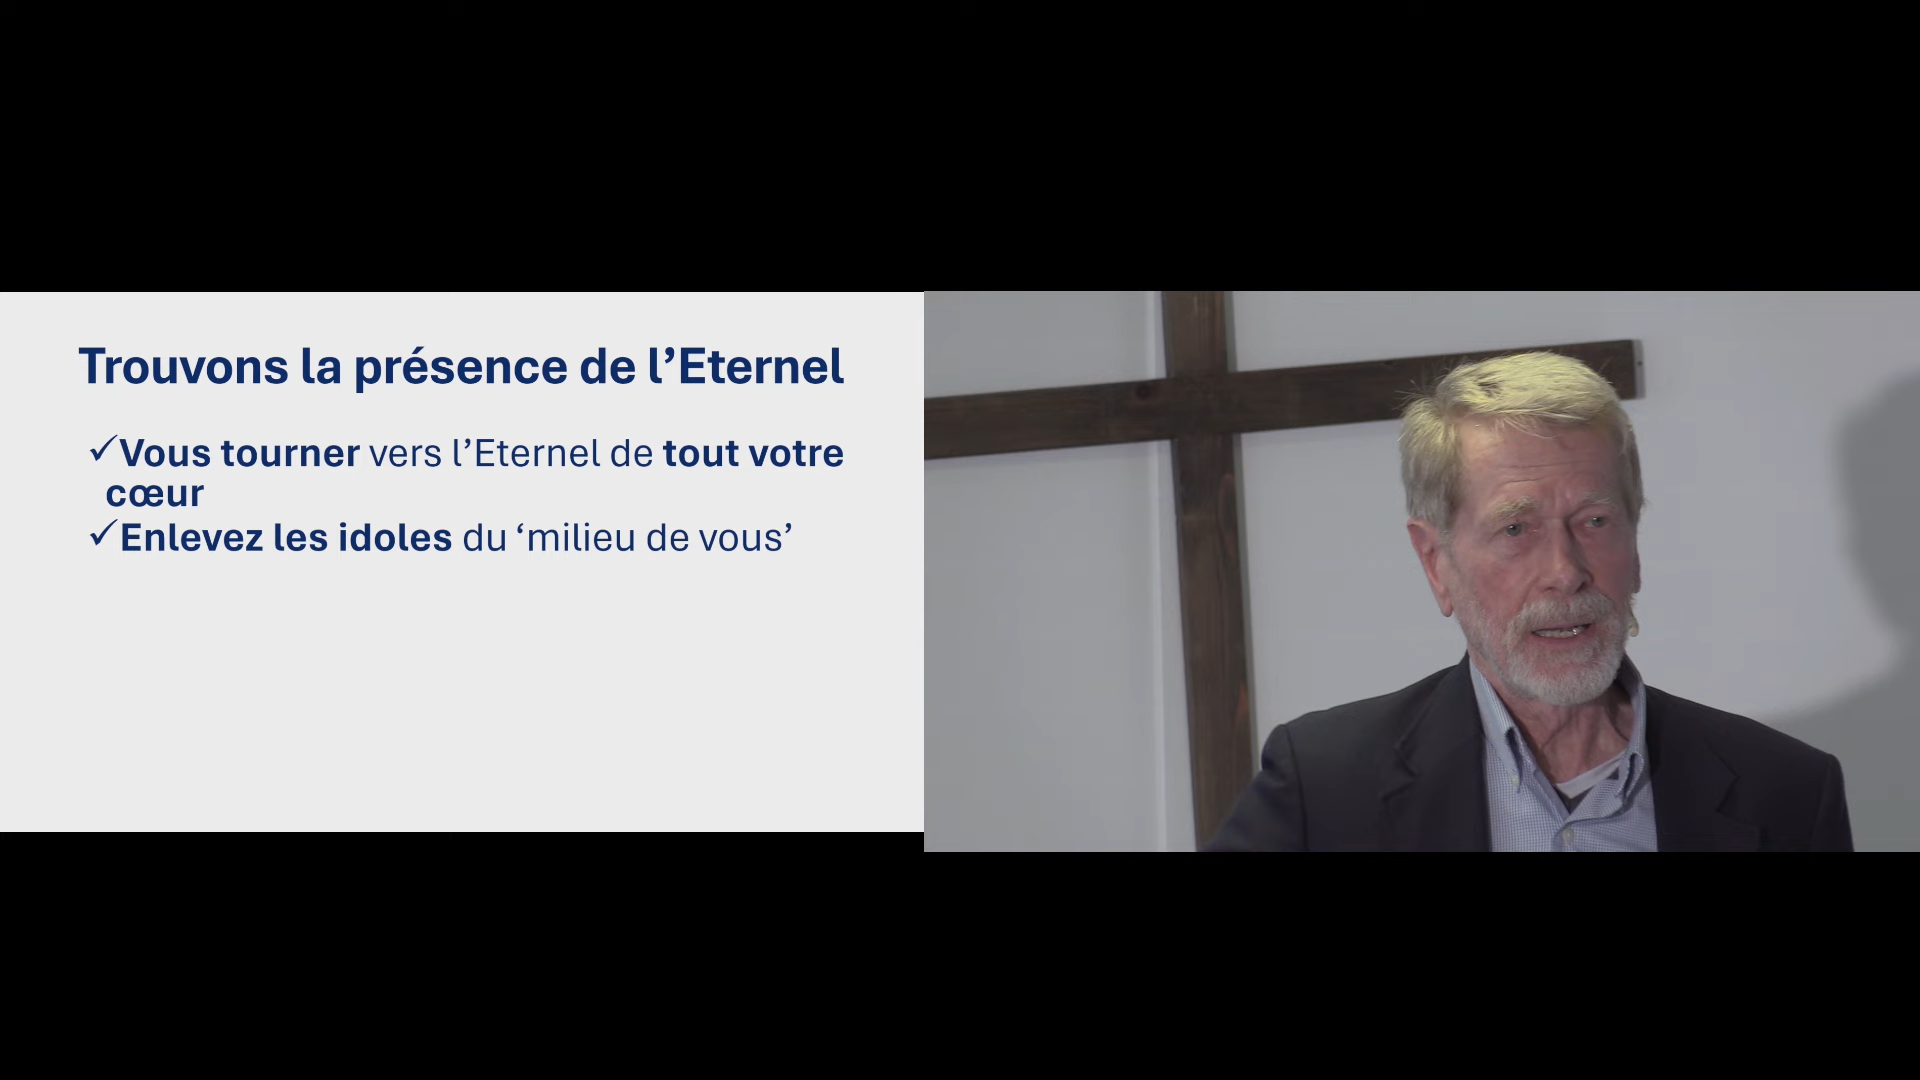 Trouvons la présence de l’Eternel
✓Vous tourner vers l’Eternel de tout votre
cœur
✓Enlevez les idoles du ‘milieu de vous’